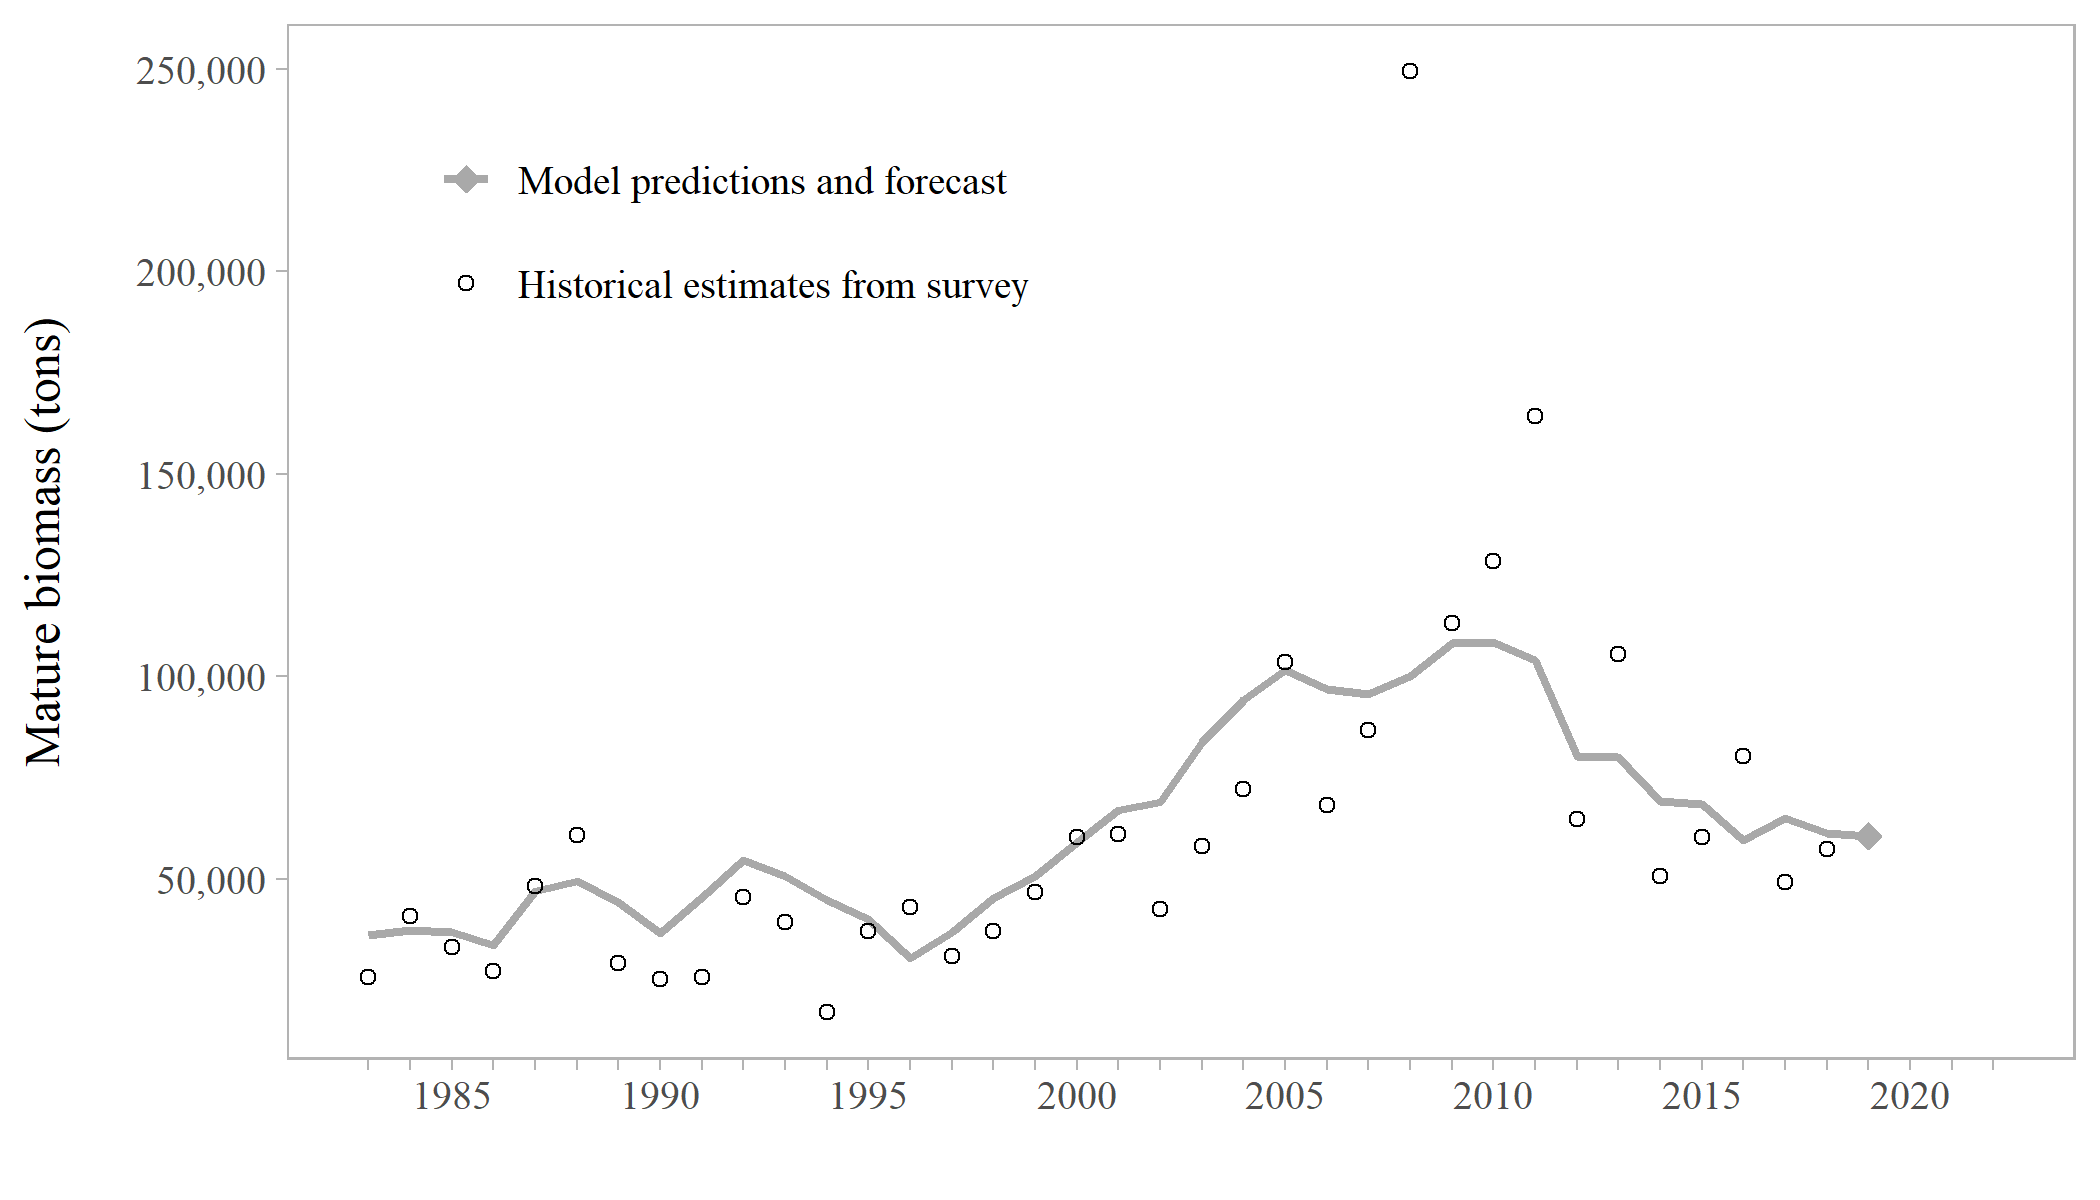 250,000
Model predictions and forecast
200,000
Historical estimates from survey
Mature biomass (tons)
150,000
100,000
50,000
1985 1990 1995 2000 2005 2010 2015 2020